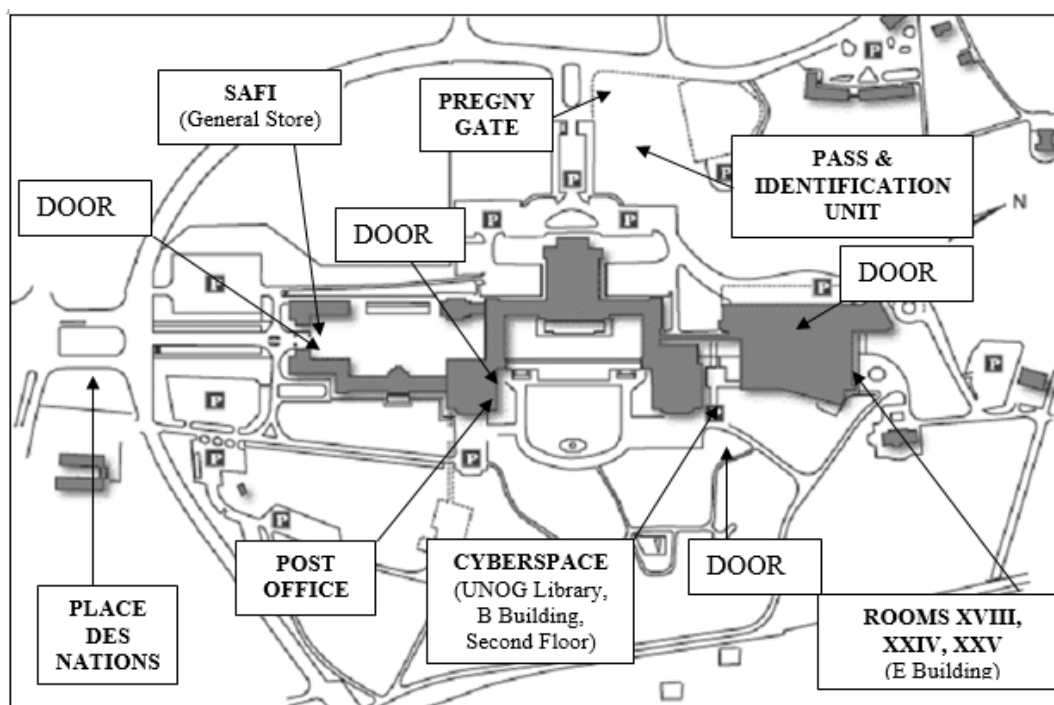 SAFI
(General Store)
PREGNY
GATE
PASS &
IDENTIFICATION
UNIT
DOOR
DOOR
DOOR
N
P
P
P
P
P
P
P
P
P
P
P
P
P
P
PLACE
DES
NATIONS
POST
OFFICE
CYBERSPACE
(UNOG Library,
B Building,
Second Floor)
DOOR
ROOMS XVIII,
XXIV, XXV
(E Building)